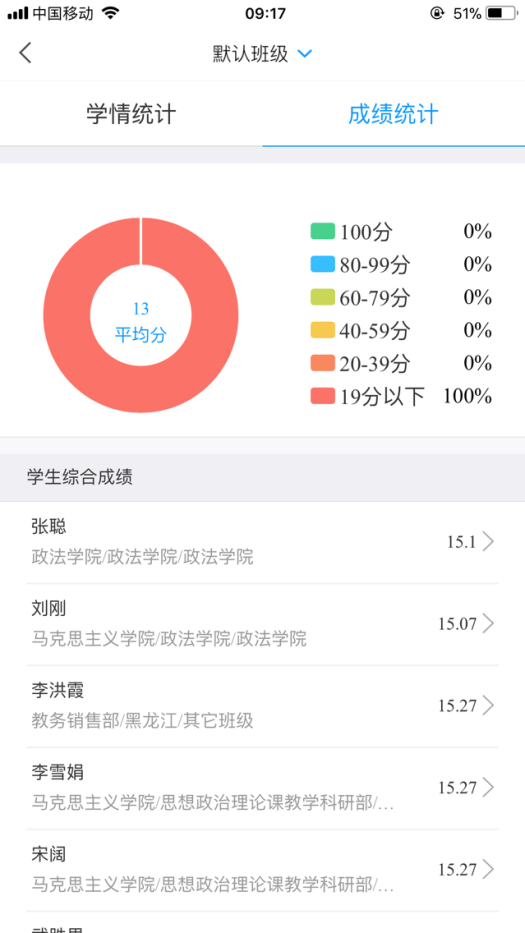 中国移动 09:17 51%
默认班级
学情统计 成绩统计
13
平均分
100分 0%
80-99分 0%
60-79分 0%
40-59分 0%
20-39分 0%
19分以下 100%
学生综合成绩
张聪
政法学院/政法学院/政法学院
15.1
刘刚
马克思主义学院/政法学院/政法学院
15.07
李洪霞
教务销售部/黑龙江/其它班级
15.27
李雪娟
马克思主义学院/思想政治理论课教学科研部/...
15.27
宋阔
马克思主义学院/思想政治理论课教学科研部/...
15.27